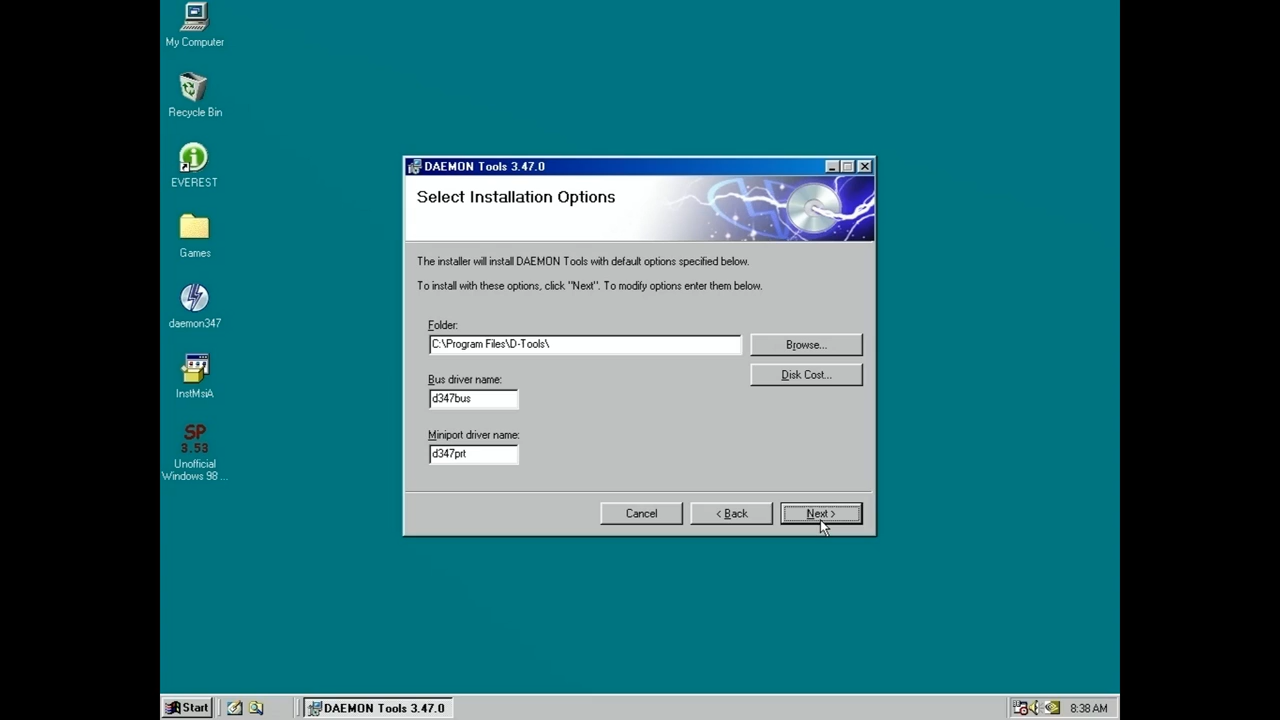 My Computer
Recycle Bin
EVEREST
Games
daemon347
InstMsiA
SP
3.53
Unofficial
Windows 98 ...
DAEMON Tools 3.47.0
Select Installation Options
The installer will install DAEMON Tools with default options specified below.
To install with these options, click "Next". To modify options enter them below.
Folder:
C:\Program Files\D-Tools\
Browse...
Disk Cost...
Bus driver name:
d347bus
Miniport driver name:
d347prt
Cancel
< Back
Next >
Start
DAEMON Tools 3.47.0
8:38 AM